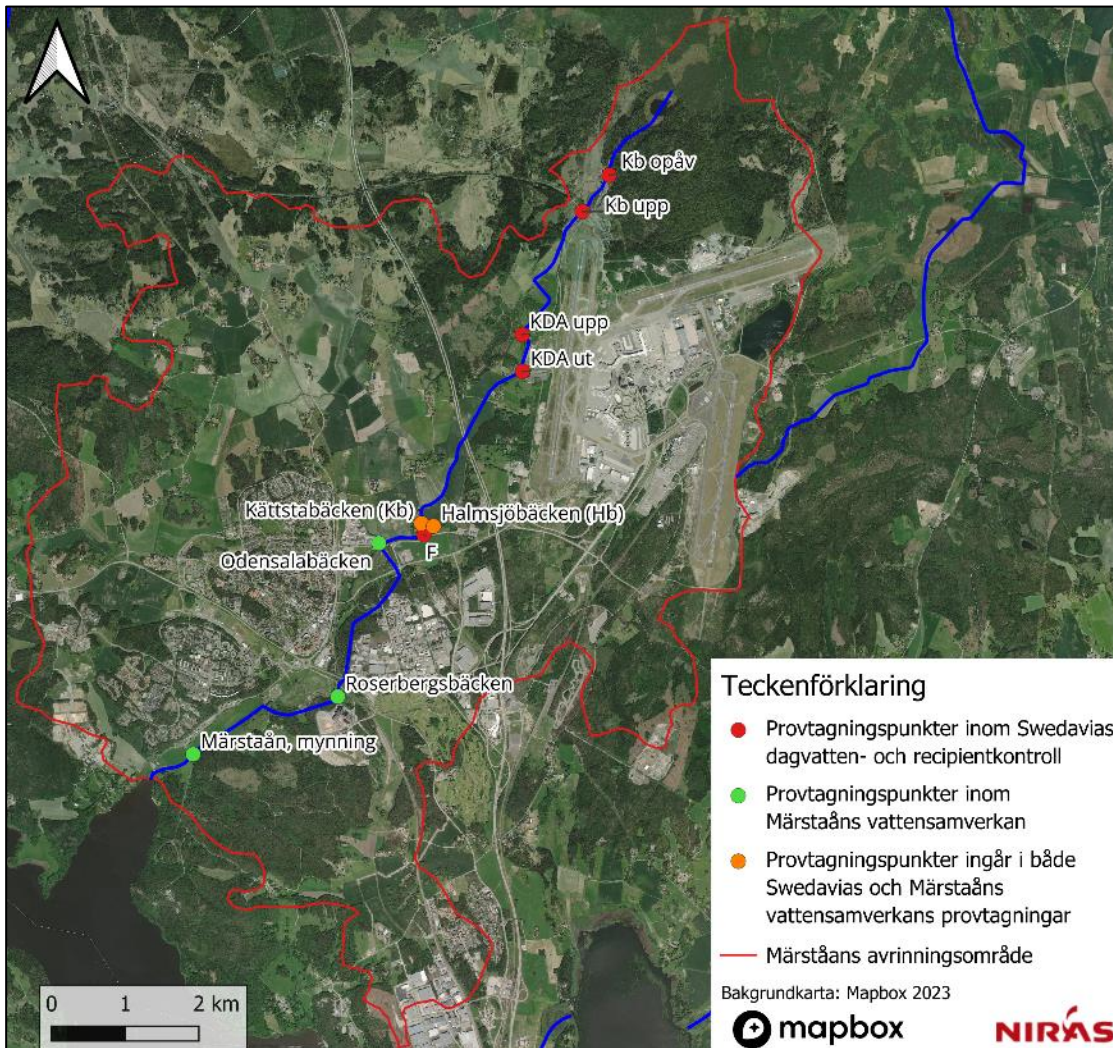 Kb opåv
Kb upp
KDA upp
KDA ut
Kättstabäcken (Kb)
Halmsjöbäcken (Hb)
F
Odensalabäcken
Roserbergsbäcken
Märstaån, mynning
Teckenförklaring
Provtagningspunkter inom Swedavias
dagvatten- och recipientkontroll
Provtagningspunkter inom
Märstaåns vattensamverkan
Provtagningspunkter ingår i både
Swedavias och Märstaåns
vattensamverkans provtagningar
Märståans avrinningsområde
Bakgrundkarta: Mapbox 2023
mapbox
NIRAS
0 1 2 km